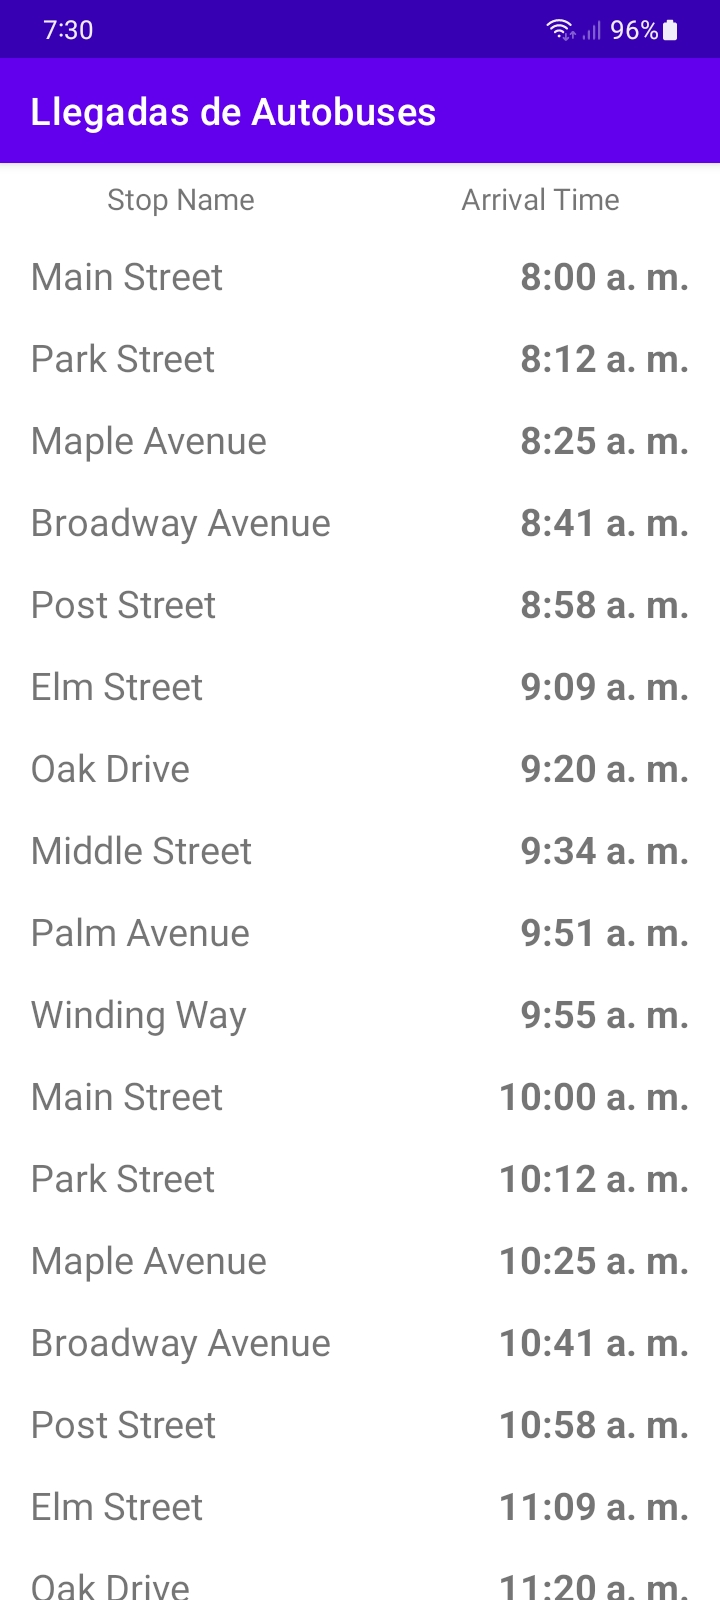 7:30 96%
Llegadas de Autobuses
Stop Name Arrival Time
Main Street 8:00 a. m.
Park Street 8:12 a. m.
Maple Avenue 8:25 a. m.
Broadway Avenue 8:41 a. m.
Post Street 8:58 a. m.
Elm Street 9:09 a. m.
Oak Drive 9:20 a. m.
Middle Street 9:34 a. m.
Palm Avenue 9:51 a. m.
Winding Way 9:55 a. m.
Main Street 10:00 a. m.
Park Street 10:12 a. m.
Maple Avenue 10:25 a. m.
Broadway Avenue 10:41 a. m.
Post Street 10:58 a. m.
Elm Street 11:09 a. m.
Oak Drive 11:20 a. m.